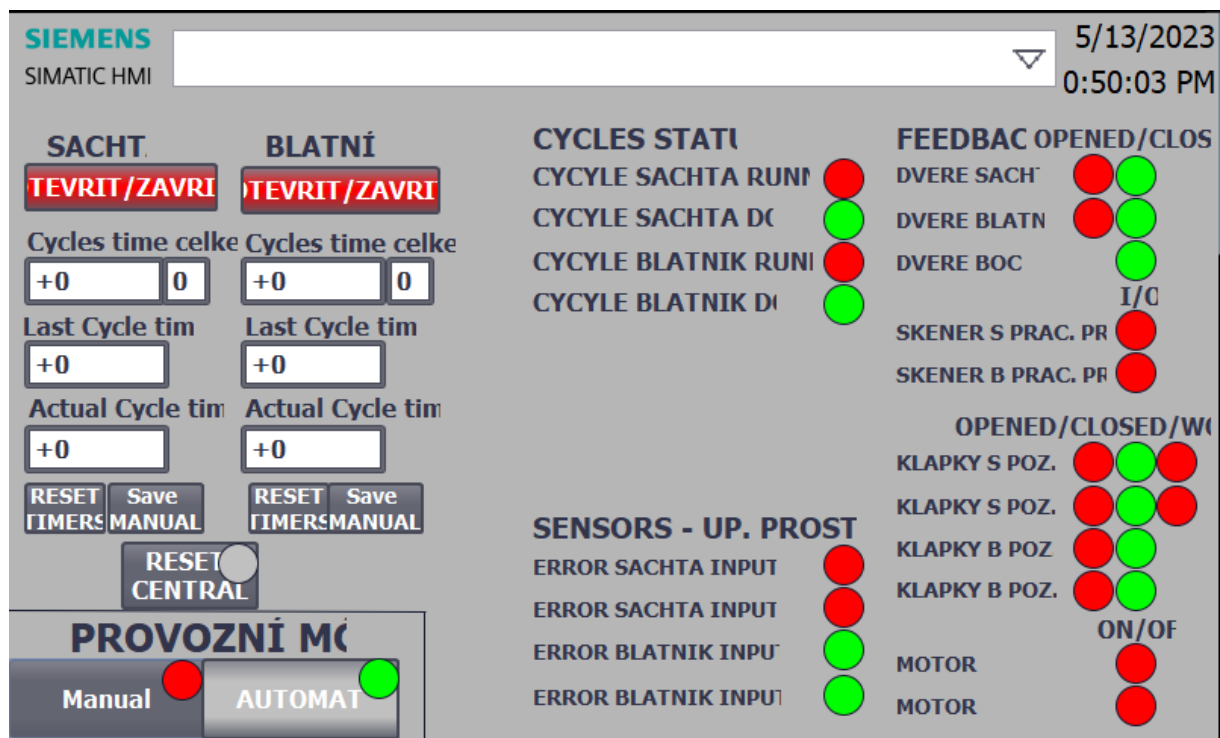 SIEMENS
SIMATIC HMI
5/13/2023
0:50:03 PM
SACHT
TEVRIT/ZAVRI
Cycles time celke
+0 0
Last Cycle tim
+0
Actual Cycle tim
+0
RESET TIMERS
Save MANUAL
BLATNÍ
TEVRIT/ZAVRI
Cycles time celke
+0 0
Last Cycle tim
+0
Actual Cycle tim
+0
RESET TIMERS
Save MANUAL
RESET
CENTRAL
PROVOZNÍ MÓ
Manual
AUTOMAT
CYCLES STATU
CYCYLE SACHTA RUNN
CYCYLE SACHTA DO
CYCYLE BLATNIK RUNI
CYCYLE BLATNIK D
SENSORS - UP. PROST
ERROR SACHTA INPUT
ERROR SACHTA INPUT
ERROR BLATNIK INPU
ERROR BLATNIK INPUT
FEEDBAC OPENED/CLOS
DVERE SACH
DVERE BLATN
DVERE BOC
I/O
SKENER S PRAC. PR
SKENER B PRAC. PR
OPENED/CLOSED/WO
KLAPKY S POZ.
KLAPKY S POZ.
KLAPKY B POZ
KLAPKY B POZ.
ON/OF
MOTOR
MOTOR